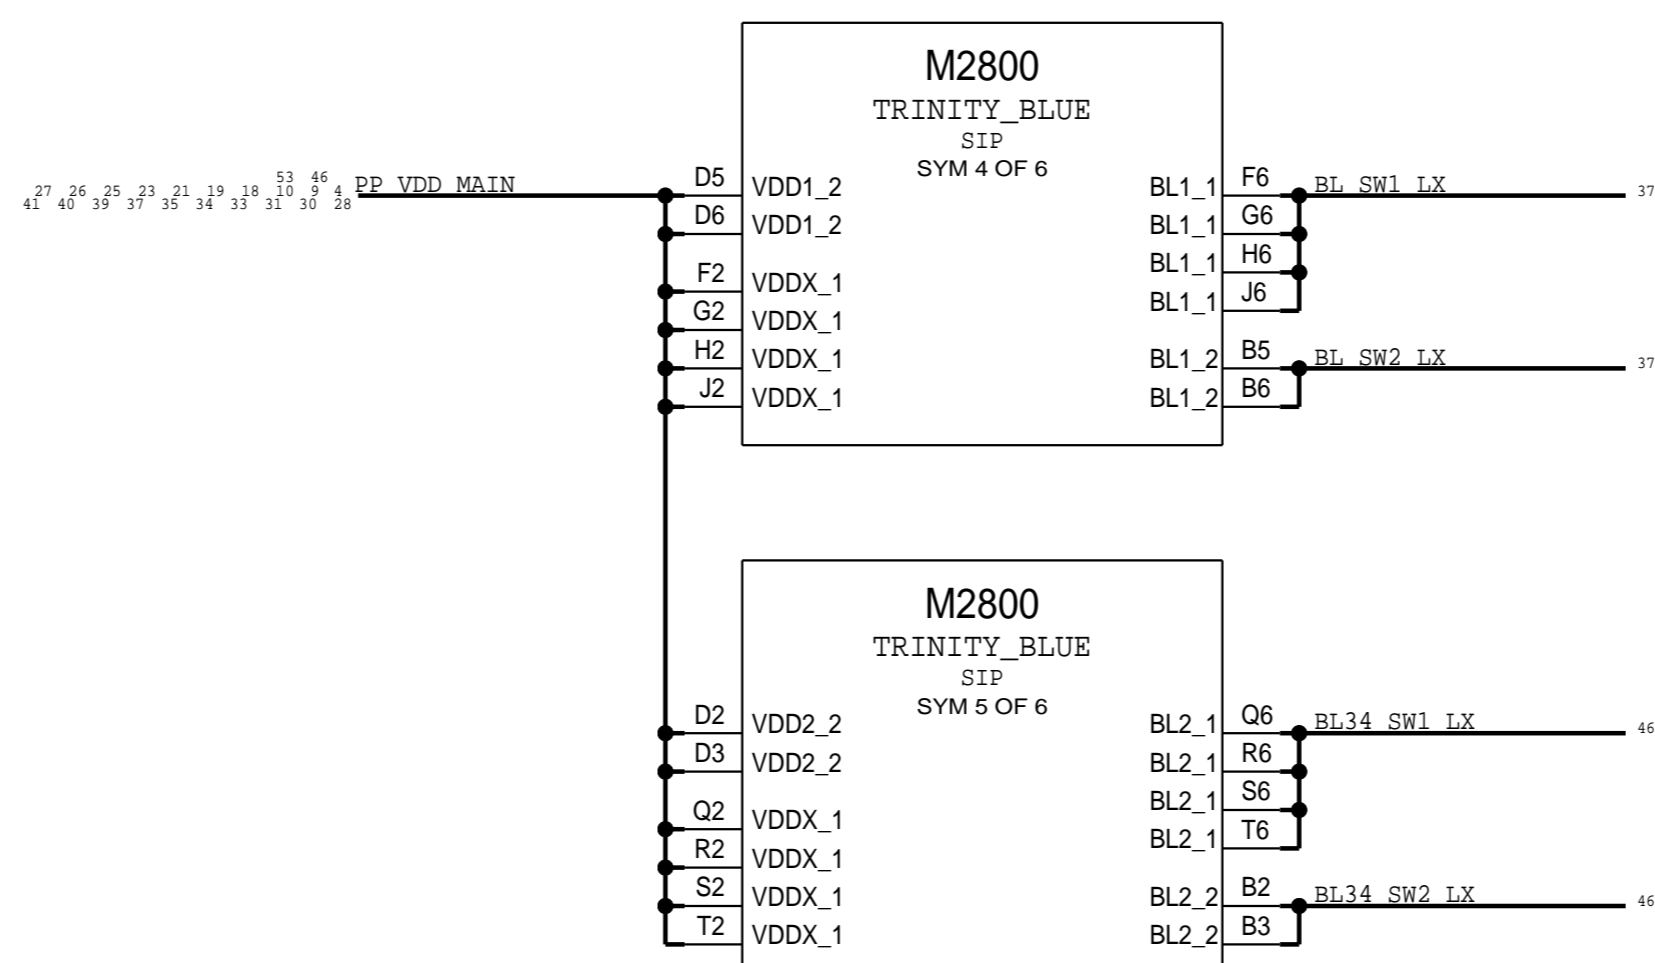 M2800
TRINITY_BLUE
SIP
SYM 4 OF 6
53 46
27 26 25 23 21 19 18 10 9 4
41 40 39 37 35 34 33 31 30 28
PP_VDD_MAIN
D5 VDD1_2 BL1_1 F6 BL_SW1_LX 37
D6 VDD1_2 BL1_1 G6
F2 VDDX_1 BL1_1 H6
G2 VDDX_1 BL1_1 J6
H2 VDDX_1 BL1_2 B5 BL_SW2_LX 37
J2 VDDX_1 BL1_2 B6
M2800
TRINITY_BLUE
SIP
SYM 5 OF 6
D2 VDD2_2 BL2_1 Q6 BL34_SW1_LX 46
D3 VDD2_2 BL2_1 R6
Q2 VDDX_1 BL2_1 S6
R2 VDDX_1 BL2_1 T6
S2 VDDX_1 BL2_2 B2 BL34_SW2_LX 46
T2 VDDX_1 BL2_2 B3